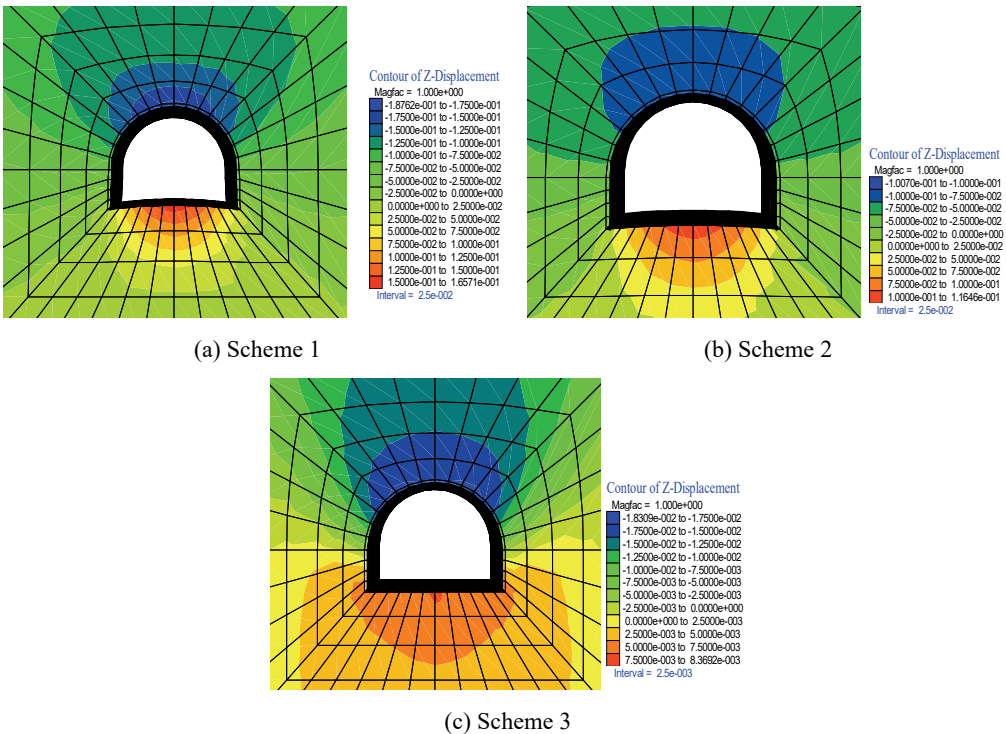 Contour of Z-Displacement
Magfac = 1.000e+000
-1.8762e-001 to -1.7500e-001
-1.7500e-001 to -1.5000e-001
-1.5000e-001 to -1.2500e-001
-1.2500e-001 to -1.0000e-001
-1.0000e-001 to -7.5000e-002
-7.5000e-002 to -5.0000e-002
-5.0000e-002 to -2.5000e-002
-2.5000e-002 to 0.0000e+000
0.0000e+000 to 2.5000e-002
2.5000e-002 to 5.0000e-002
5.0000e-002 to 7.5000e-002
7.5000e-002 to 1.0000e-001
1.0000e-001 to 1.2500e-001
1.2500e-001 to 1.5000e-001
1.5000e-001 to 1.6571e-001
Interval = 2.5e-002
(a) Scheme 1
Contour of Z-Displacement
Magfac = 1.000e+000
-1.0070e-001 to -1.0000e-001
-1.0000e-001 to -7.5000e-002
-7.5000e-002 to -5.0000e-002
-5.0000e-002 to -2.5000e-002
-2.5000e-002 to 0.0000e+000
0.0000e+000 to 2.5000e-002
2.5000e-002 to 5.0000e-002
5.0000e-002 to 7.5000e-002
7.5000e-002 to 1.0000e-001
1.0000e-001 to 1.1646e-001
Interval = 2.5e-002
(b) Scheme 2
Contour of Z-Displacement
Magfac = 1.000e+000
-1.8309e-002 to -1.7500e-002
-1.7500e-002 to -1.5000e-002
-1.5000e-002 to -1.2500e-002
-1.2500e-002 to -1.0000e-002
-1.0000e-002 to -7.5000e-003
-7.5000e-003 to -5.0000e-003
-5.0000e-003 to -2.5000e-003
-2.5000e-003 to 0.0000e+000
0.0000e+000 to 2.5000e-003
2.5000e-003 to 5.0000e-003
5.0000e-003 to 7.5000e-003
7.5000e-003 to 8.3692e-003
Interval = 2.5e-003
(c) Scheme 3